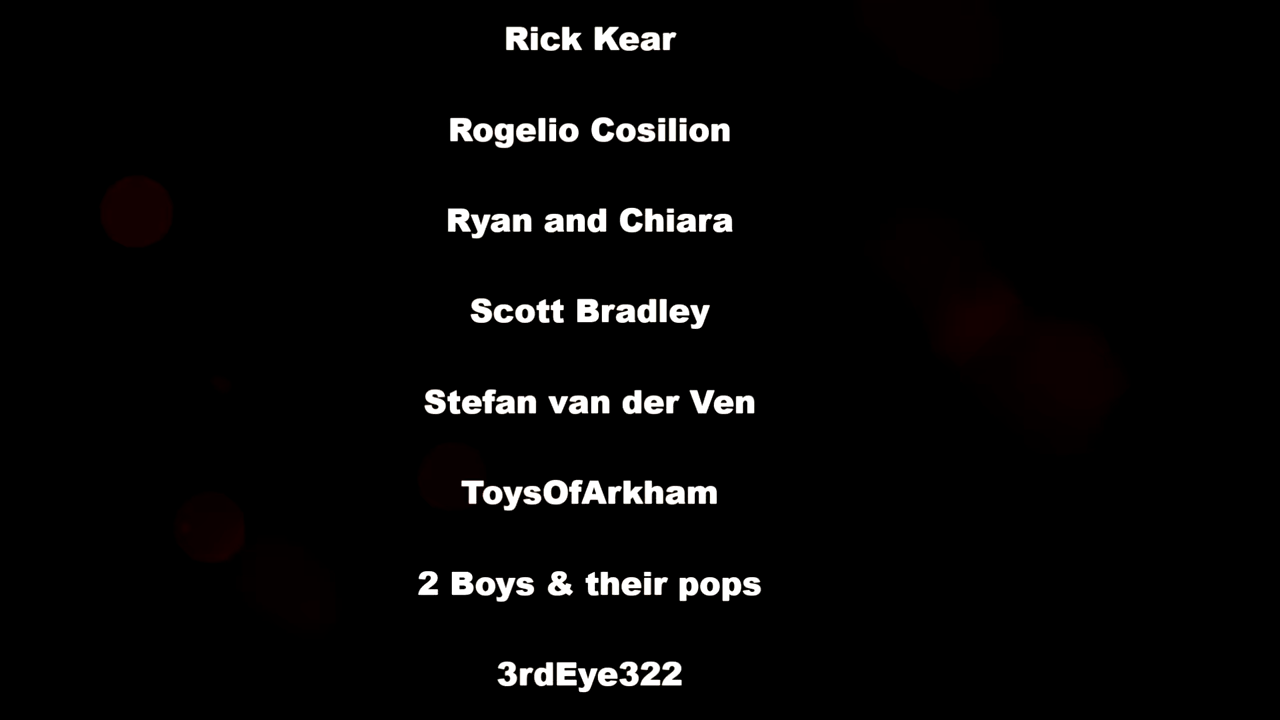 Rick Kear
Rogelio Cosilion
Ryan and Chiara
Scott Bradley
Stefan van der Ven
ToysOfArkham
2 Boys & their pops
3rdEye322